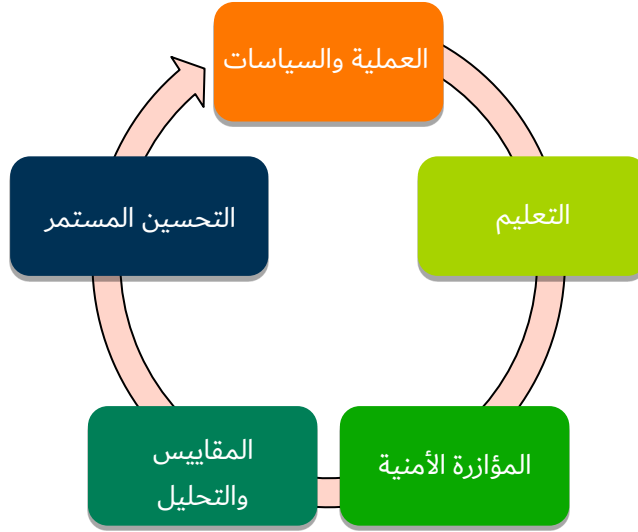 العملية والسياسات
التعليم
المؤازرة الأمنية
المقاييس
والتحليل
التحسين المستمر